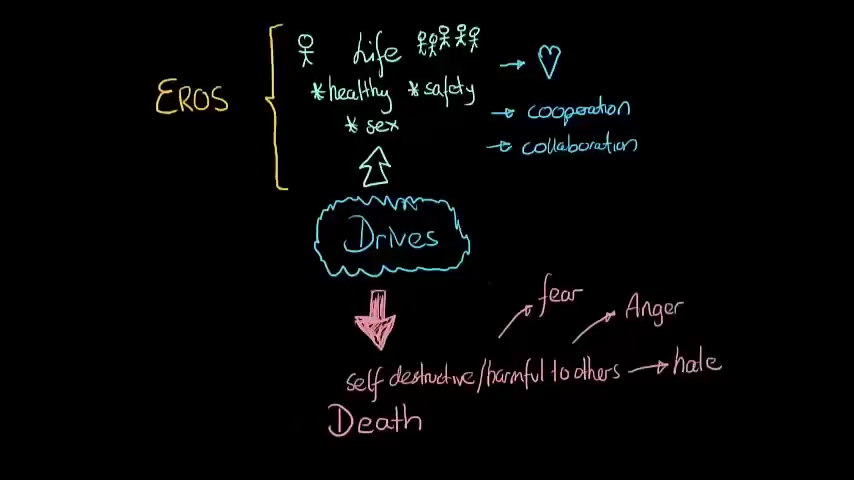 EROS
Life
*healthy *safety
*sex
→ cooperation
→ collaboration
Drives
fear
Anger
self destructive/harmful to others → hate
Death